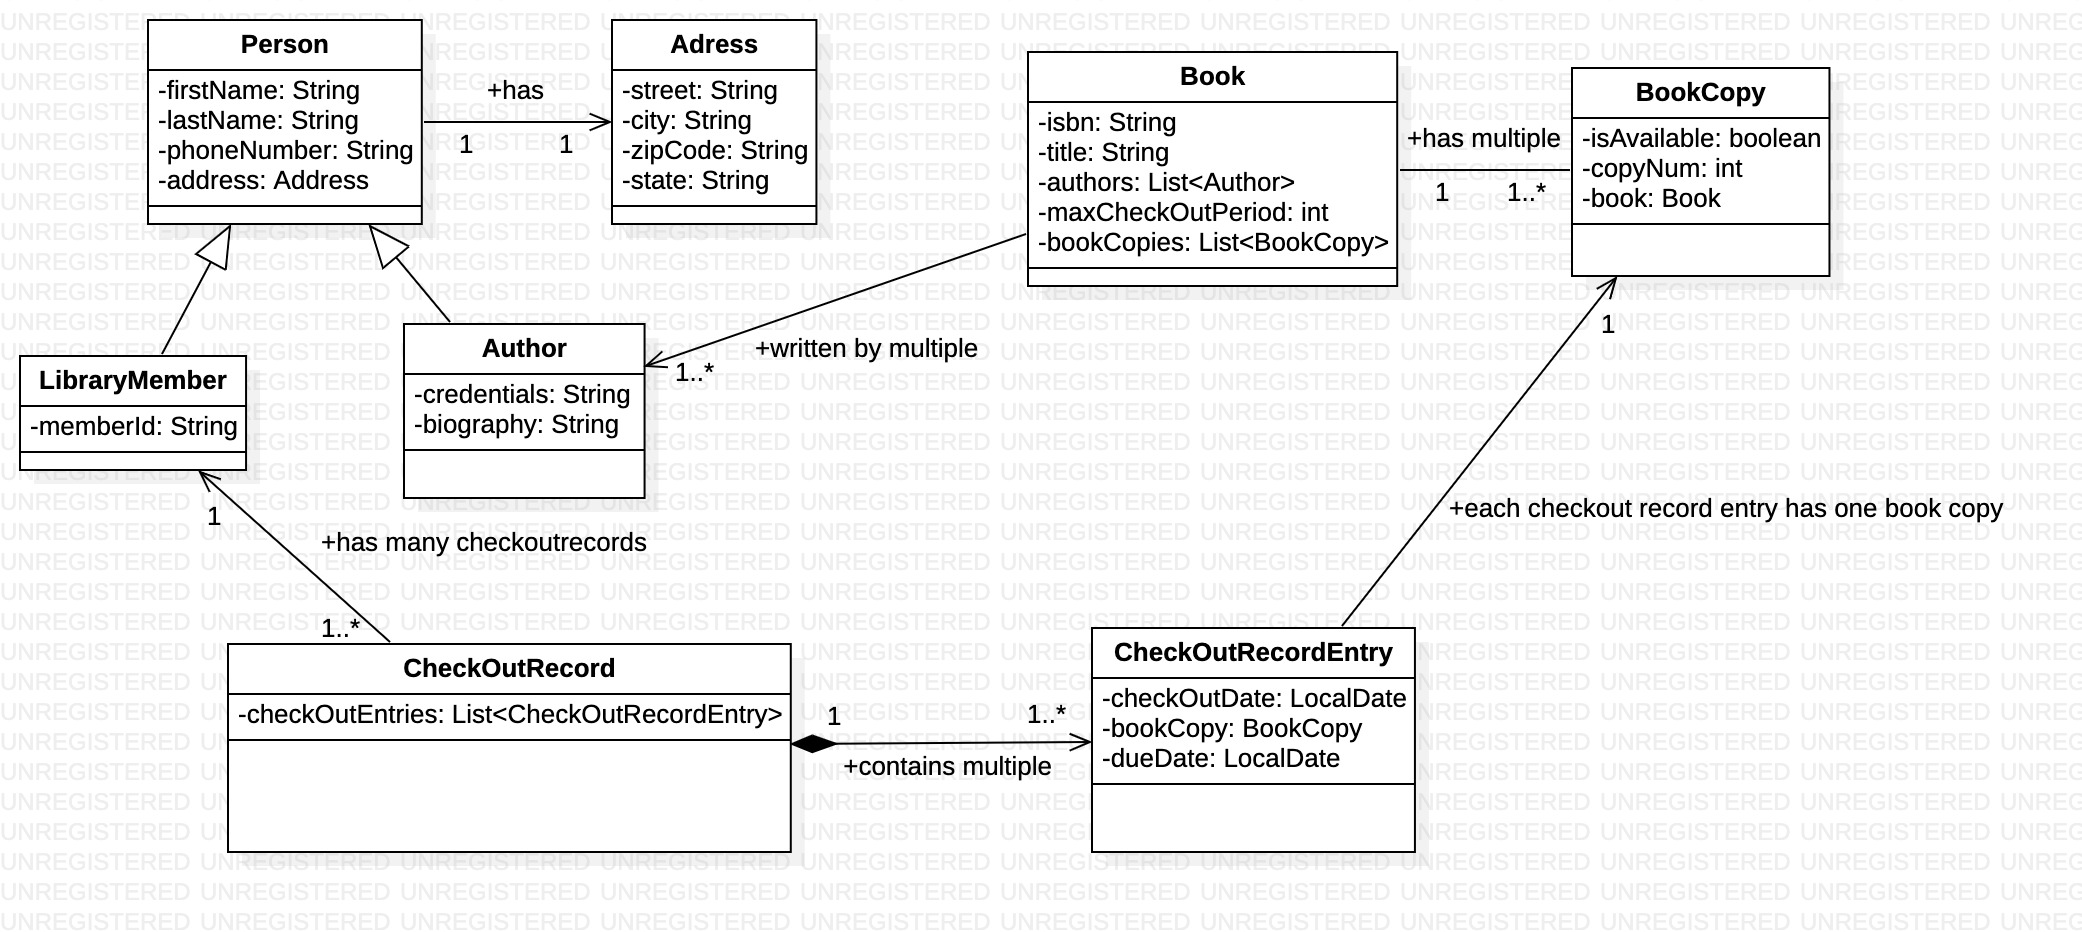 Person
-firstName: String
-lastName: String
-phoneNumber: String
-address: Address
+has
1
1
Adress
-street: String
-city: String
-zipCode: String
-state: String
Book
-isbn: String
-title: String
-authors: List<Author>
-maxCheckOutPeriod: int
-bookCopies: List<BookCopy>
+has multiple
1
1..*
BookCopy
-isAvailable: boolean
-copyNum: int
-book: Book
LibraryMember
-memberId: String
Author
-credentials: String
-biography: String
1..*
+written by multiple
1
+each checkout record entry has one book copy
1
+has many checkoutrecords
1..*
CheckOutRecord
-checkOutEntries: List<CheckOutRecordEntry>
1
1..*
+contains multiple
CheckOutRecordEntry
-checkOutDate: LocalDate
-bookCopy: BookCopy
-dueDate: LocalDate
UNREGISTERED